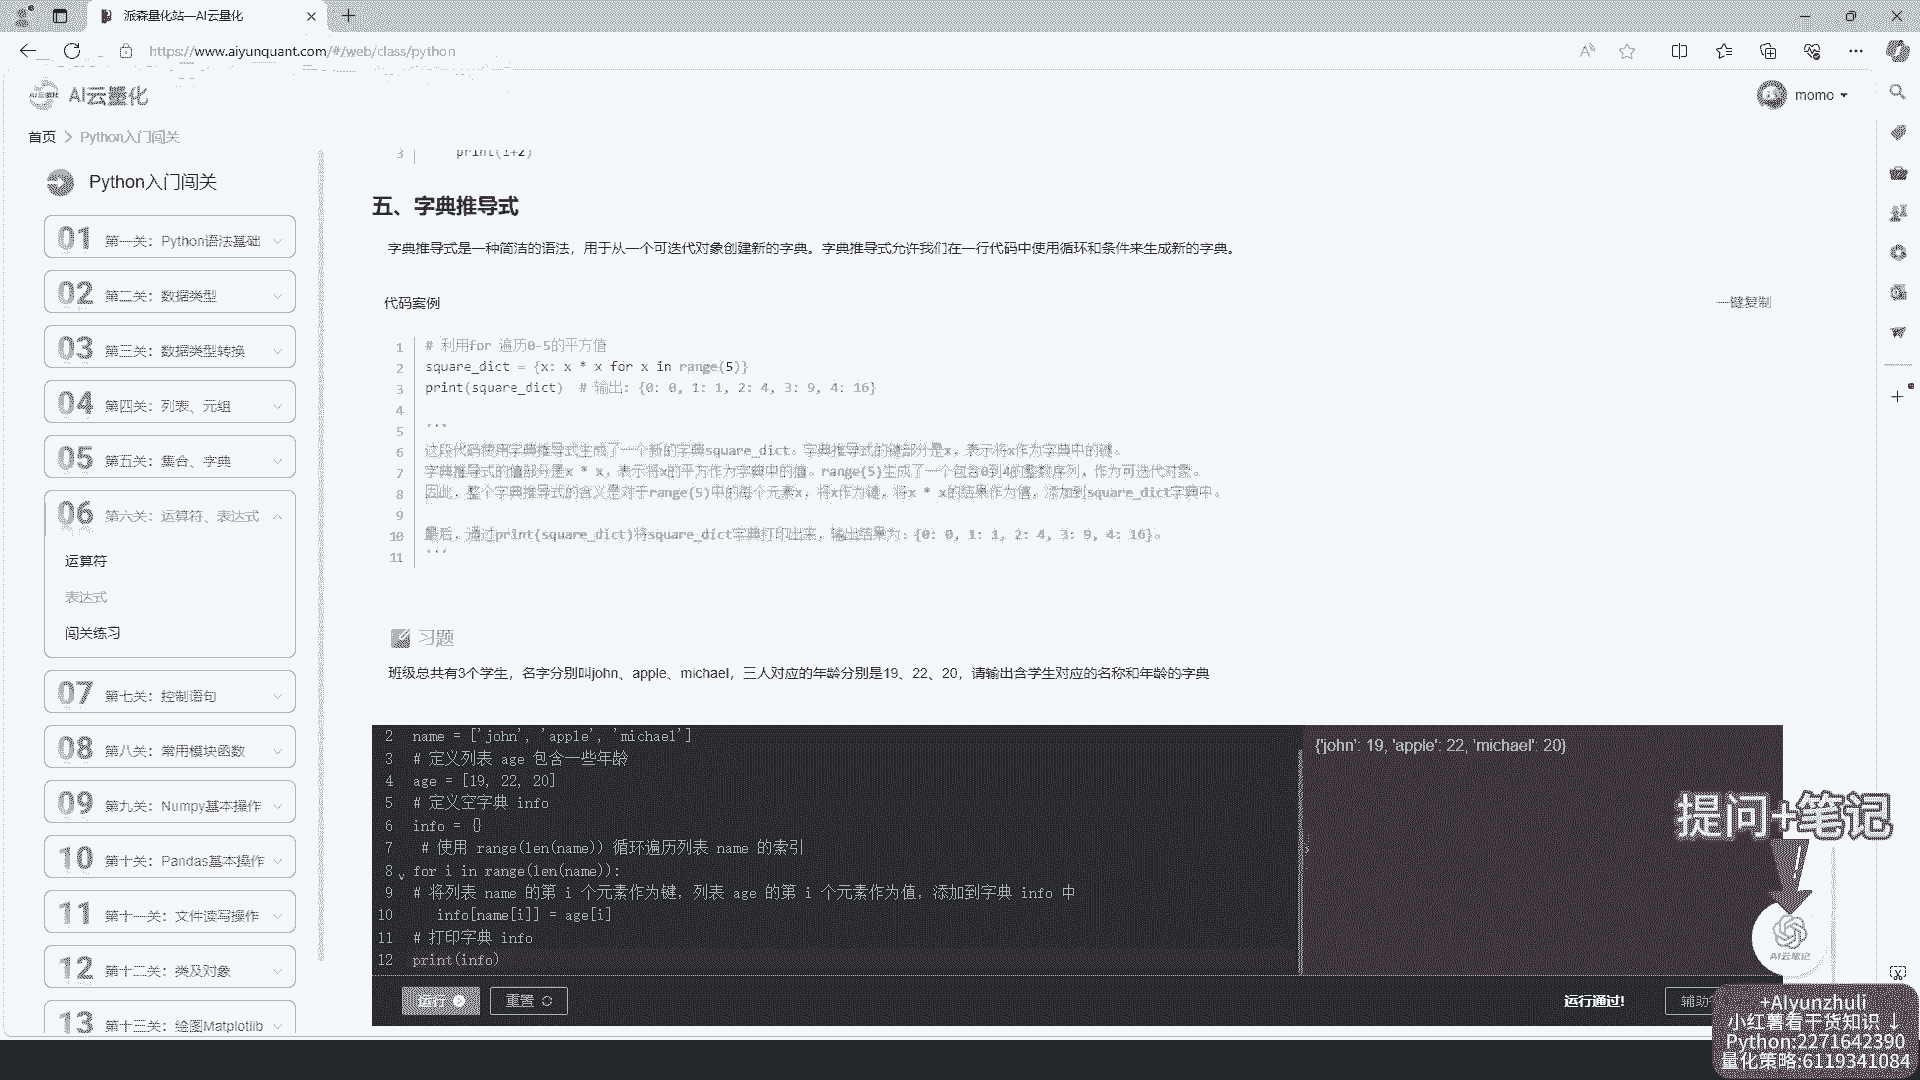 派森量化站—AI云量化
https://www.aiyunquant.com/#/web/class/python
AI云量化
momo
首页 > Python入门闯关
Python入门闯关
01 第一关：Python语法基础
02 第二关：数据类型
03 第三关：数据类型转换
04 第四关：列表、元组
05 第五关：集合、字典
06 第六关：运算符、表达式
运算符
表达式
闯关练习
07 第七关：控制语句
08 第八关：常用模块函数
09 第九关：Numpy基本操作
10 第十关：Pandas基本操作
11 第十一关：文件读写操作
12 第十二关：类及对象
13 第十三关：绘图Matplotlib
3 print(i+2)
五、字典推导式
字典推导式是一种简洁的语法，用于从一个可迭代对象创建新的字典。字典推导式允许我们在一行代码中使用循环和条件来生成新的字典。
代码案例
一键复制
1 # 利用for 遍历0-5的平方值
2 square_dict = {x: x * x for x in range(5)}
3 print(square_dict)  # 输出: {0: 0, 1: 1, 2: 4, 3: 9, 4: 16}
4
5 '''
6 这段代码使用字典推导式生成了一个新的字典square_dict。字典推导式的键部分是x，表示将x作为字典中的键。
7 字典推导式的值部分是x * x，表示将x的平方作为字典中的值。range(5)生成了一个包含0到4的整数序列，作为可迭代对象。
8 因此，整个字典推导式的含义是对于range(5)中的每个元素x，将x作为键，将x * x的结果作为值，添加到square_dict字典中。
9
10 最后，通过print(square_dict)将square_dict字典打印出来，输出结果为：{0: 0, 1: 1, 2: 4, 3: 9, 4: 16}。
11 '''
习题
班级总共有3个学生，名字分别叫john、apple、michael，三人对应的年龄分别是19、22、20，请输出含学生对应的名称和年龄的字典
2 name = ['john', 'apple', 'michael']
3 # 定义列表 age 包含一些年龄
4 age = [19, 22, 20]
5 # 定义空字典 info
6 info = {}
7 # 使用 range(len(name)) 循环遍历列表 name 的索引
8 for i in range(len(name)):
9 # 将列表 name 的第 i 个元素作为键，列表 age 的第 i 个元素作为值，添加到字典 info 中
10 info[name[i]] = age[i]
11 # 打印字典 info
12 print(info)
{'john': 19, 'apple': 22, 'michael': 20}
运行
重置
运行通过!
辅助
提问+笔记
AI云笔记
+AIyunzhuli
小红薯看干货知识 ↓
Python:2271642390
量化策略:6119341084